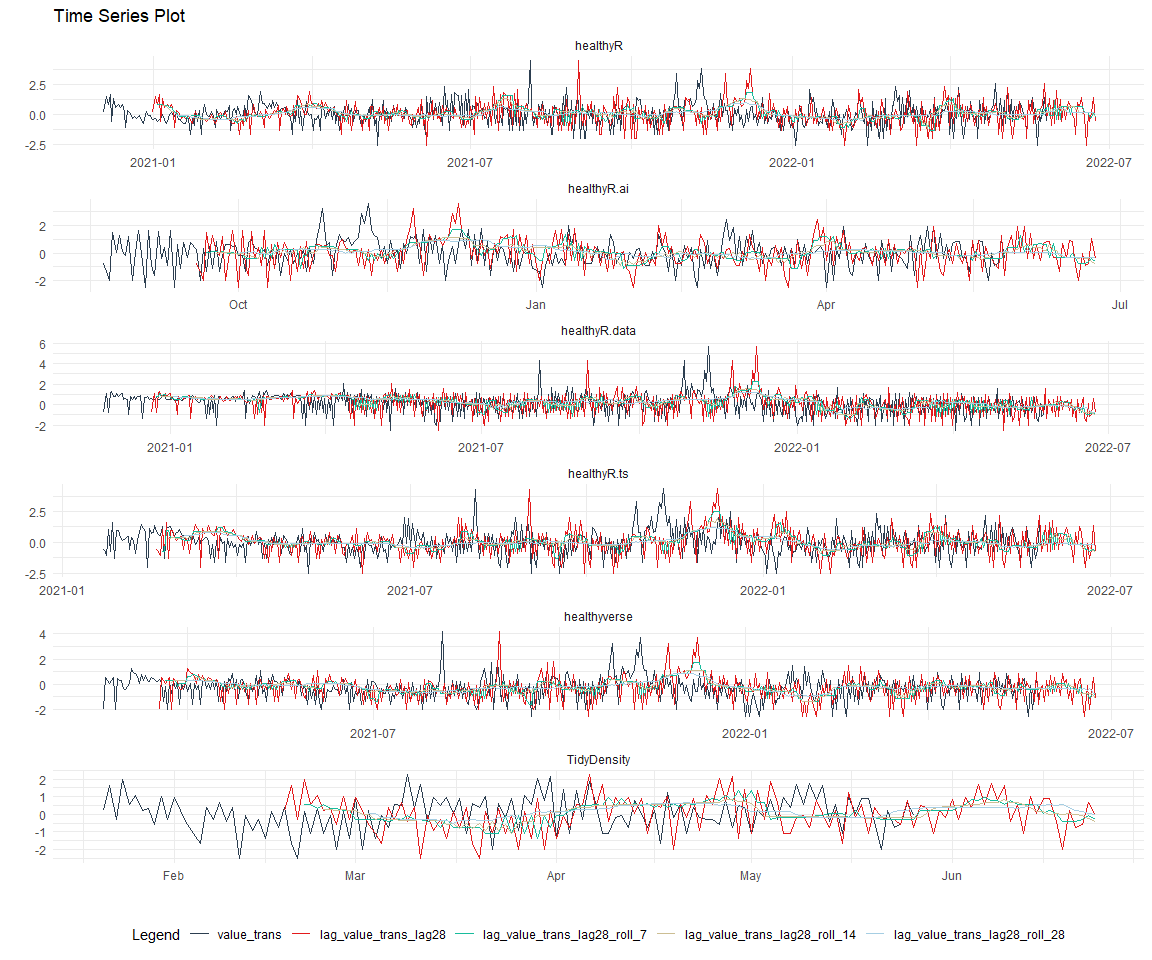 Time Series Plot
healthyR
2.5
0.0
-2.5
2021-01 2021-07 2022-01 2022-07
healthyR.ai
2
0
-2
Oct Jan Apr Jul
healthyR.data
6
4
2
0
-2
2021-01 2021-07 2022-01 2022-07
healthyR.ts
2.5
0.0
-2.5
2021-01 2021-07 2022-01 2022-07
healthyverse
4
2
0
-2
2021-07 2022-01 2022-07
TidyDensity
2
1
0
-1
-2
Feb Mar Apr May Jun
Legend value_trans lag_value_trans_lag28 lag_value_trans_lag28_roll_7 lag_value_trans_lag28_roll_14 lag_value_trans_lag28_roll_28